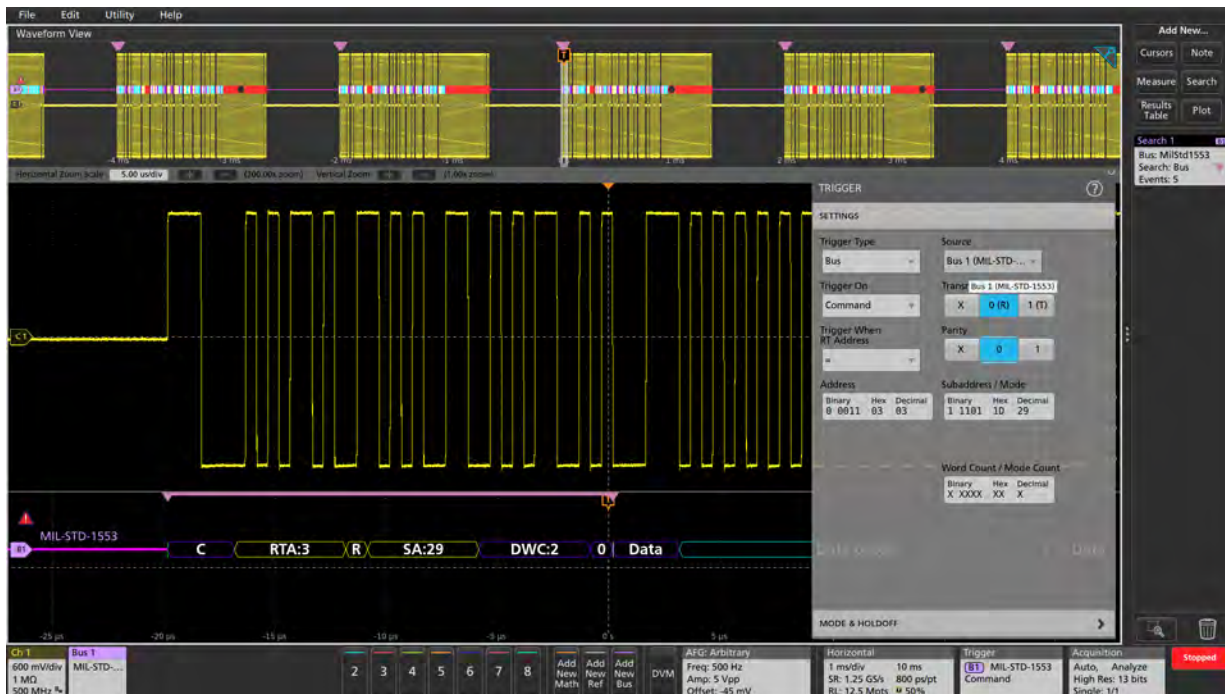 File Edit Utility Help
Waveform View
Add New...
Cursors Note
Measure Search
Results Table Plot
Search 1
Bus: MilStd1553
Search: Bus
Events: 5
-4 ms -3 ms -2 ms 1 ms 2 ms 3 ms 4 ms
Horizontal Zoom Scale 5.00 us/div (200.00x zoom) Vertical Zoom (1.00x zoom)
TRIGGER ?
SETTINGS
Trigger Type Source
Bus Bus 1 (MIL-STD-...
Trigger On Bus 1 (MIL-STD-1553)
Command X 0 (R) 1 (T)
Trigger When RT Address Parity
= X 0 1
Address Subaddress / Mode
Binary Hex Decimal Binary Hex Decimal
0 0011 03 03 1 1101 1D 29
Word Count / Mode Count
Binary Hex Decimal
X XXXX XX X
C1
T
MIL-STD-1553
B1 C RTA:3 R SA:29 DWC:2 0 Data Data
-25 µs -20 µs -15 µs -10 µs -5 µs 0 s 5 µs
MODE & HOLDOFF
Ch 1
600 mV/div
1 MΩ
500 MHz
Bus 1
MIL-STD-...
2 3 4 5 6 7 8
Add New Math
Add New Ref
Add New Bus
DVM
AFG: Arbitrary
Freq: 500 Hz
Amp: 5 Vpp
Offset: -45 mV
Horizontal
1 ms/div 10 ms
SR: 1.25 GS/s 800 ps/pt
RL: 12.5 Mpts 50%
Trigger
B1 MIL-STD-1553
Command
Acquisition
Auto, Analyze
High Res: 13 bits
Single: 1/1
Stopped